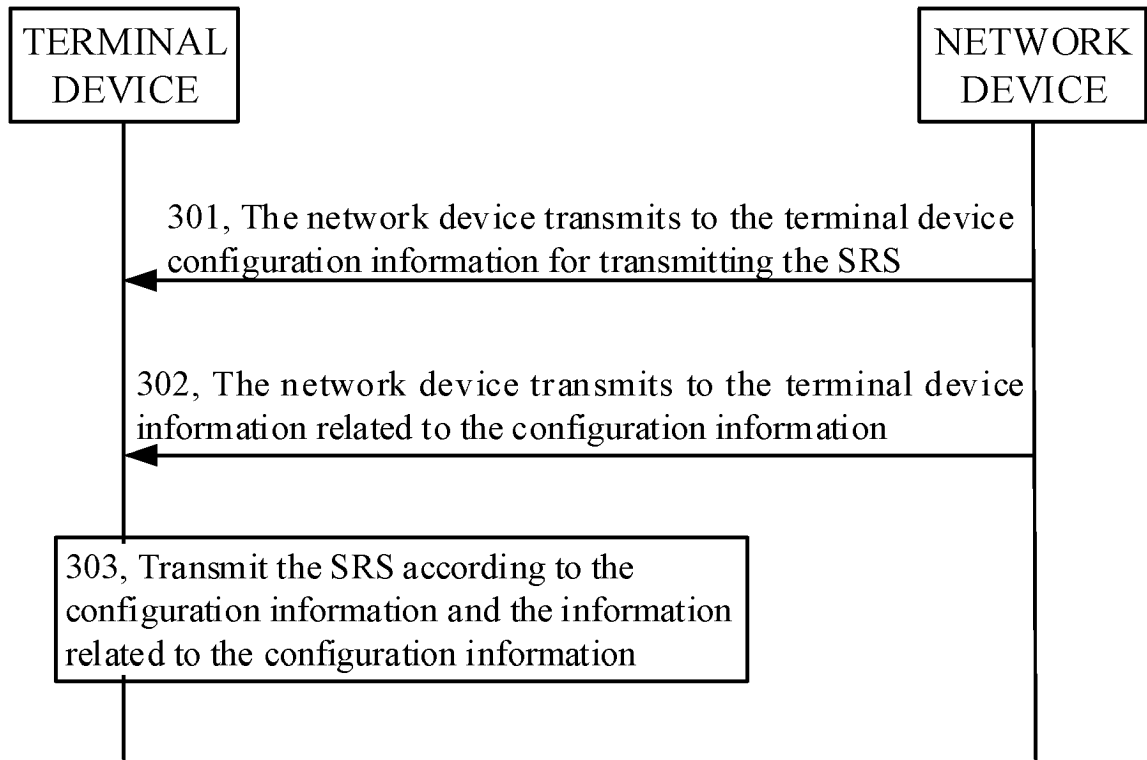 TERMINAL
DEVICE
NETWORK
DEVICE
301, The network device transmits to the terminal device
configuration information for transmitting the SRS
302, The network device transmits to the terminal device
information related to the configuration information
303, Transmit the SRS according to the
configuration information and the information
related to the configuration information